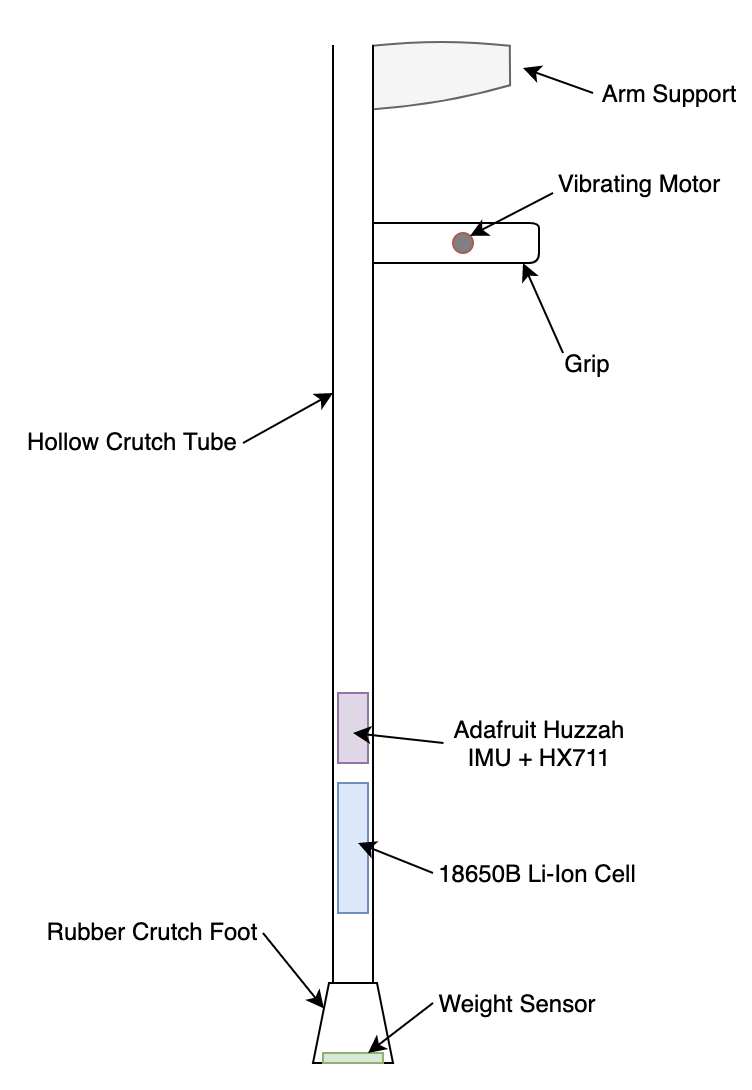 Arm Support
Vibrating Motor
Grip
Hollow Crutch Tube
Adafruit Huzzah
IMU + HX711
18650B Li-Ion Cell
Rubber Crutch Foot
Weight Sensor